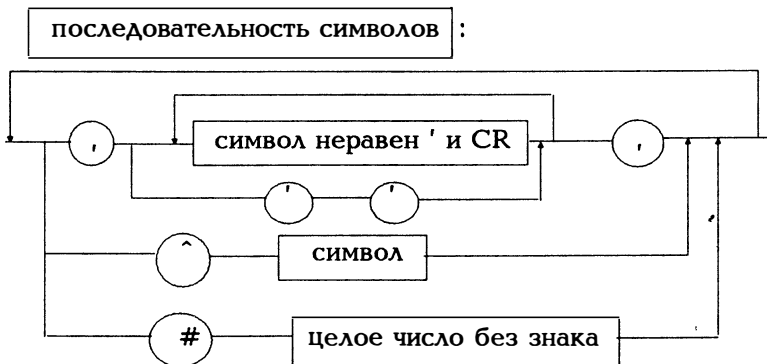 последовательность символов :
' символ неравен ' и CR '
' '
^ символ
# целое число без знака